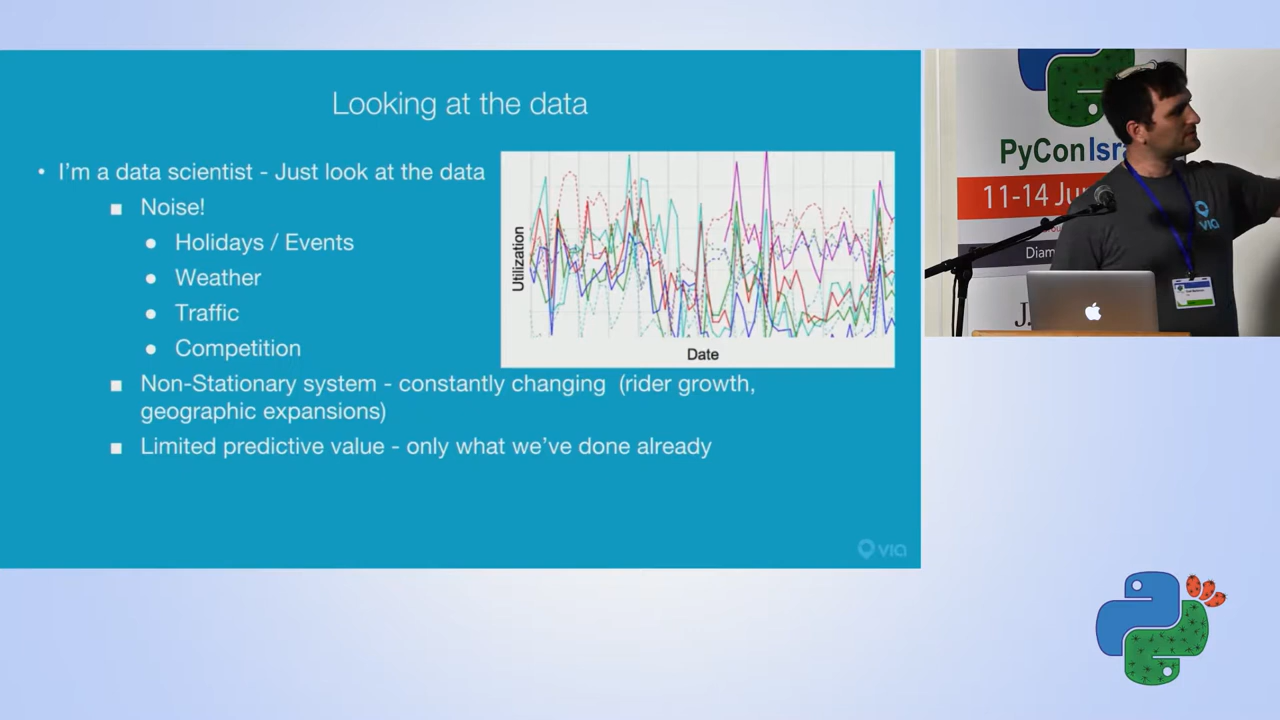 Looking at the data
• I'm a data scientist - Just look at the data
■ Noise!
● Holidays / Events
● Weather
● Traffic
● Competition
■ Non-Stationary system - constantly changing (rider growth,
geographic expansions)
■ Limited predictive value - only what we've done already
Utilization
Date
via
PyConIsra
11-14 Ju
Diam
J.
via